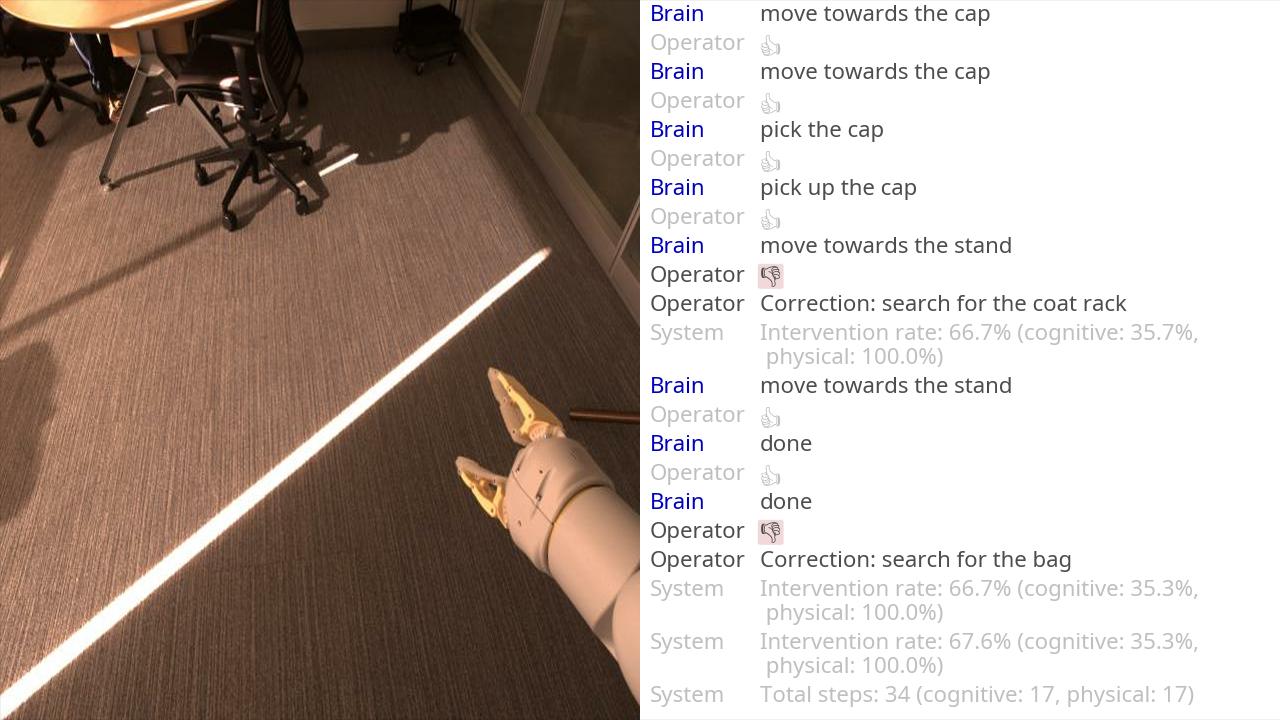 Brain move towards the cap
Operator 👍
Brain move towards the cap
Operator 👍
Brain pick the cap
Operator 👍
Brain pick up the cap
Operator 👍
Brain move towards the stand
Operator 👎
Operator Correction: search for the coat rack
System Intervention rate: 66.7% (cognitive: 35.7%,
physical: 100.0%)
Brain move towards the stand
Operator 👍
Brain done
Operator 👍
Brain done
Operator 👎
Operator Correction: search for the bag
System Intervention rate: 66.7% (cognitive: 35.3%,
physical: 100.0%)
System Intervention rate: 67.6% (cognitive: 35.3%,
physical: 100.0%)
System Total steps: 34 (cognitive: 17, physical: 17)